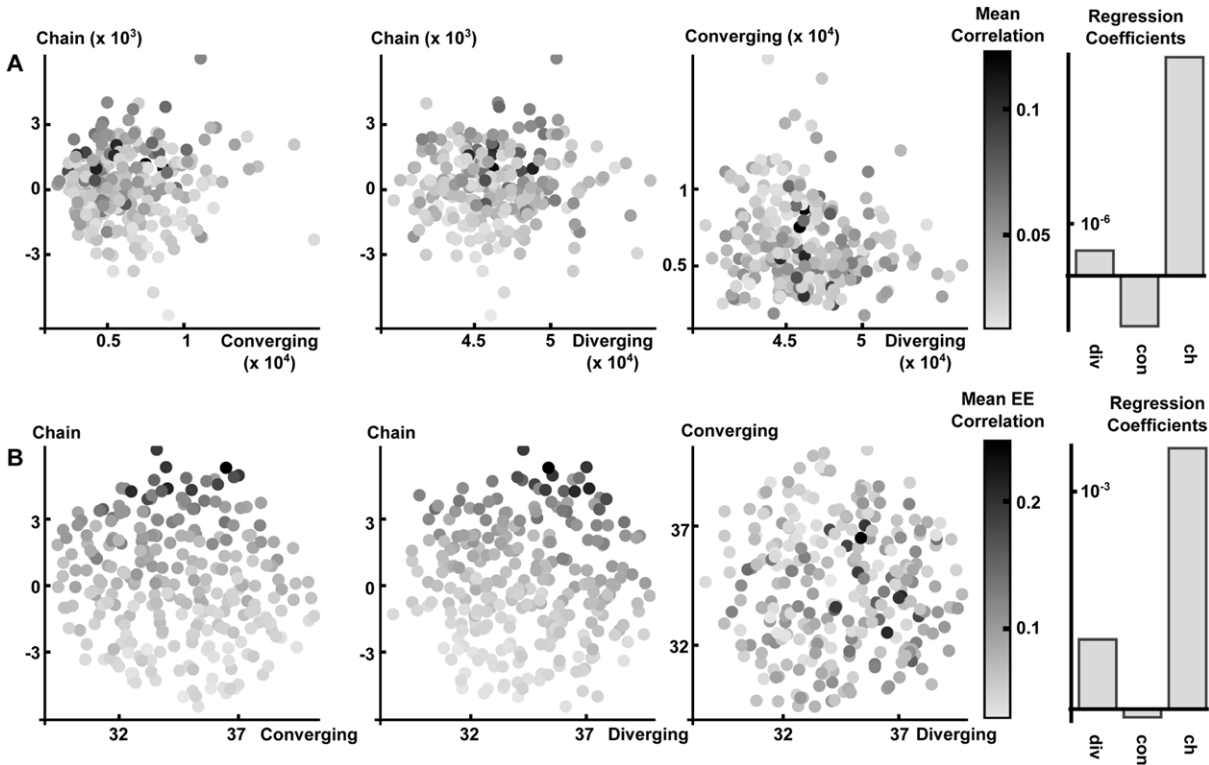 A
Chain (x 10³)
3
0
-3
0.5
1
Converging
(x 10⁴)
Chain (x 10³)
3
0
-3
4.5
5
Diverging
(x 10⁴)
Converging (x 10⁴)
1
0.5
4.5
5
Diverging
(x 10⁴)
Mean
Correlation
0.1
0.05
Regression
Coefficients
10⁻⁶
div
con
ch
B
Chain
3
0
-3
32
37
Converging
Chain
3
0
-3
32
37
Diverging
Converging
37
32
32
37
Diverging
Mean EE
Correlation
0.2
0.1
Regression
Coefficients
10⁻³
div
con
ch